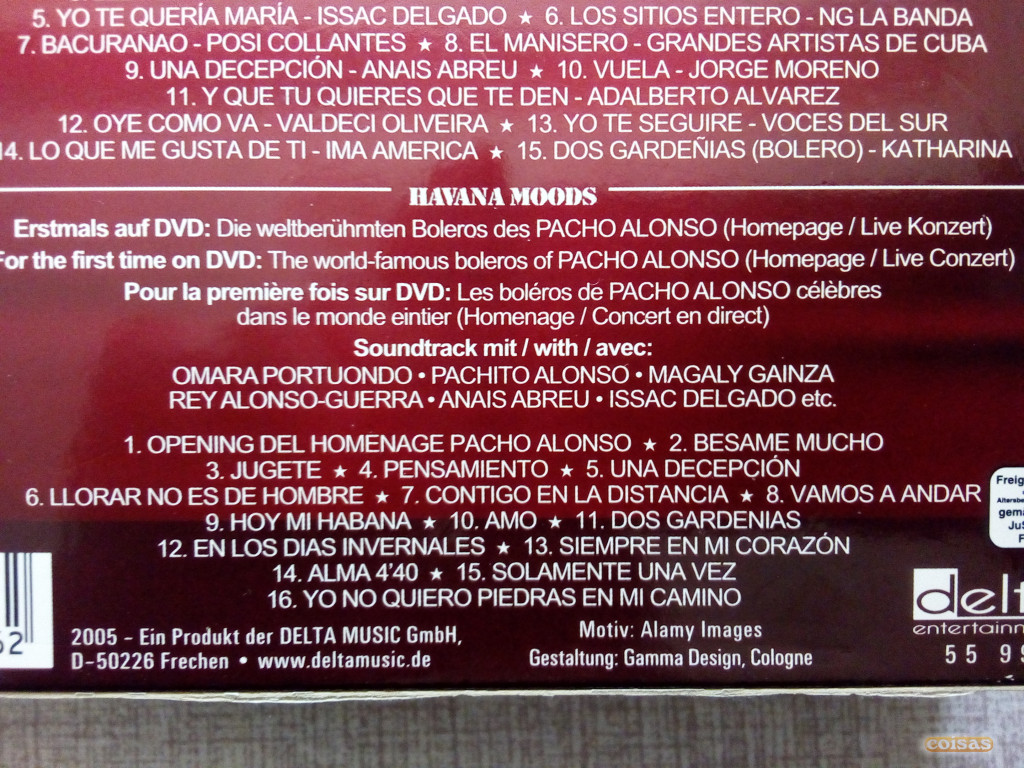 5. YO TE QUERÍA MARÍA - ISSAC DELGADO ★ 6. LOS SITIOS ENTERO - NG LA BANDA
7. BACURANAO - POSI COLLANTES ★ 8. EL MANISERO - GRANDES ARTISTAS DE CUBA
9. UNA DECEPCIÓN - ANAIS ABREU ★ 10. VUELA - JORGE MORENO
11. Y QUE TU QUIERES QUE TE DEN - ADALBERTO ALVAREZ
12. OYE COMO VA - VALDECI OLIVEIRA ★ 13. YO TE SEGUIRE - VOCES DEL SUR
14. LO QUE ME GUSTA DE TI - IMA AMERICA ★ 15. DOS GARDEÑIAS (BOLERO) - KATHARINA
HAVANA MOODS
Erstmals auf DVD: Die weltberühmten Boleros des PACHO ALONSO (Homepage / Live Konzert)
For the first time on DVD: The world-famous boleros of PACHO ALONSO (Homepage / Live Conzert)
Pour la première fois sur DVD: Les boléros de PACHO ALONSO célèbres
dans le monde eintier (Homenage / Concert en direct)
Soundtrack mit / with / avec:
OMARA PORTUONDO • PACHITO ALONSO • MAGALY GAINZA
REY ALONSO-GUERRA • ANAIS ABREU • ISSAC DELGADO etc.
1. OPENING DEL HOMENAGE PACHO ALONSO ★ 2. BESAME MUCHO
3. JUGETE ★ 4. PENSAMIENTO ★ 5. UNA DECEPCIÓN
6. LLORAR NO ES DE HOMBRE ★ 7. CONTIGO EN LA DISTANCIA ★ 8. VAMOS A ANDAR
9. HOY MI HABANA ★ 10. AMO ★ 11. DOS GARDENIAS
12. EN LOS DIAS INVERNALES ★ 13. SIEMPRE EN MI CORAZÓN
14. ALMA 4'40 ★ 15. SOLAMENTE UNA VEZ
16. YO NO QUIERO PIEDRAS EN MI CAMINO
2005 - Ein Produkt der DELTA MUSIC GmbH,
D-50226 Frechen • www.deltamusic.de
Motiv: Alamy Images
Gestaltung: Gamma Design, Cologne
Freig
gem
delt
entertainm
55 99
coisas